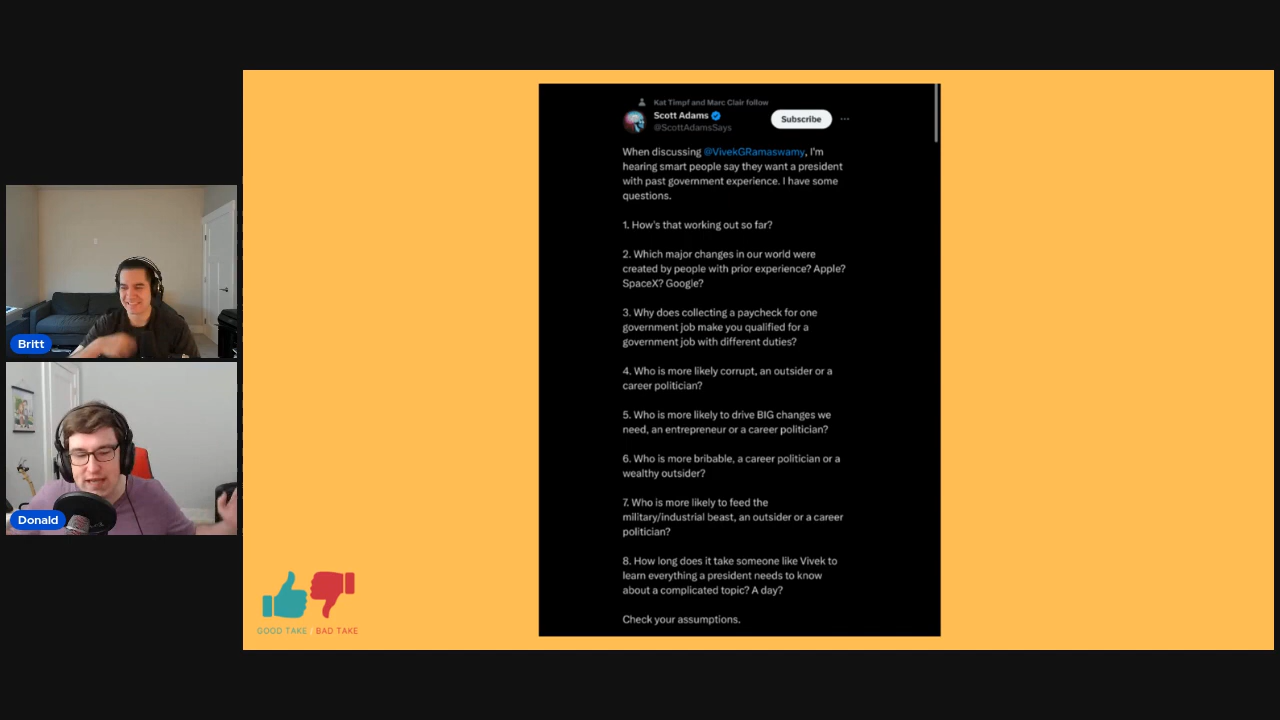 Kat Timpf and Marc Clair follow
Scott Adams
Subscribe
@ScottAdamsSays
When discussing @VivekGRamaswamy, I'm
hearing smart people say they want a president
with past government experience. I have some
questions.
1. How's that working out so far?
2. Which major changes in our world were
created by people with prior experience? Apple?
SpaceX? Google?
3. Why does collecting a paycheck for one
government job make you qualified for a
government job with different duties?
4. Who is more likely corrupt, an outsider or a
career politician?
5. Who is more likely to drive BIG changes we
need, an entrepreneur or a career politician?
6. Who is more bribable, a career politician or a
wealthy outsider?
7. Who is more likely to feed the
military/industrial beast, an outsider or a career
politician?
8. How long does it take someone like Vivek to
learn everything a president needs to know
about a complicated topic? A day?
Check your assumptions.
Britt
Donald
GOOD TAKE / BAD TAKE